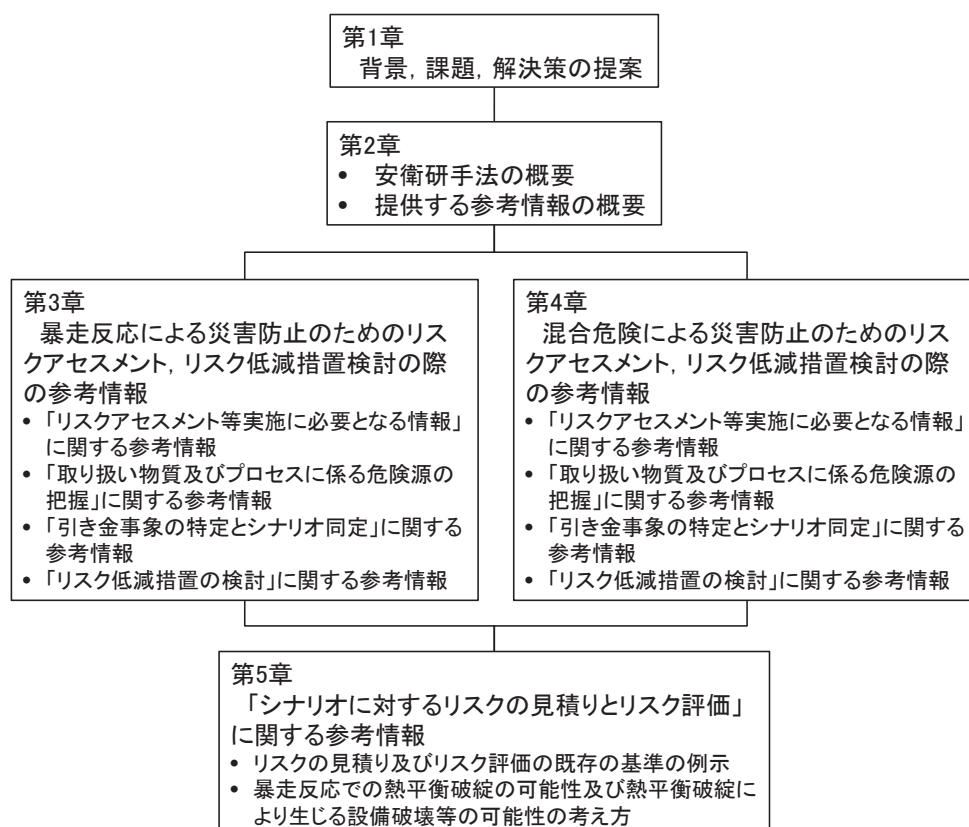 第1章
背景，課題，解決策の提案
第2章
• 安衛研手法の概要
• 提供する参考情報の概要
第3章
暴走反応による災害防止のためのリス
クアセスメント，リスク低減措置検討の際
の参考情報
• 「リスクアセスメント等実施に必要となる情報」
に関する参考情報
• 「取り扱い物質及びプロセスに係る危険源の
把握」に関する参考情報
• 「引き金事象の特定とシナリオ同定」に関する
参考情報
• 「リスク低減措置の検討」に関する参考情報
第4章
混合危険による災害防止のためのリス
クアセスメント，リスク低減措置検討の際
の参考情報
• 「リスクアセスメント等実施に必要となる情報」
に関する参考情報
• 「取り扱い物質及びプロセスに係る危険源の
把握」に関する参考情報
• 「引き金事象の特定とシナリオ同定」に関する
参考情報
• 「リスク低減措置の検討」に関する参考情報
第5章
「シナリオに対するリスクの見積りとリスク評価」
に関する参考情報
• リスクの見積り及びリスク評価の既存の基準の例示
• 暴走反応での熱平衡破綻の可能性及び熱平衡破綻に
より生じる設備破壊等の可能性の考え方